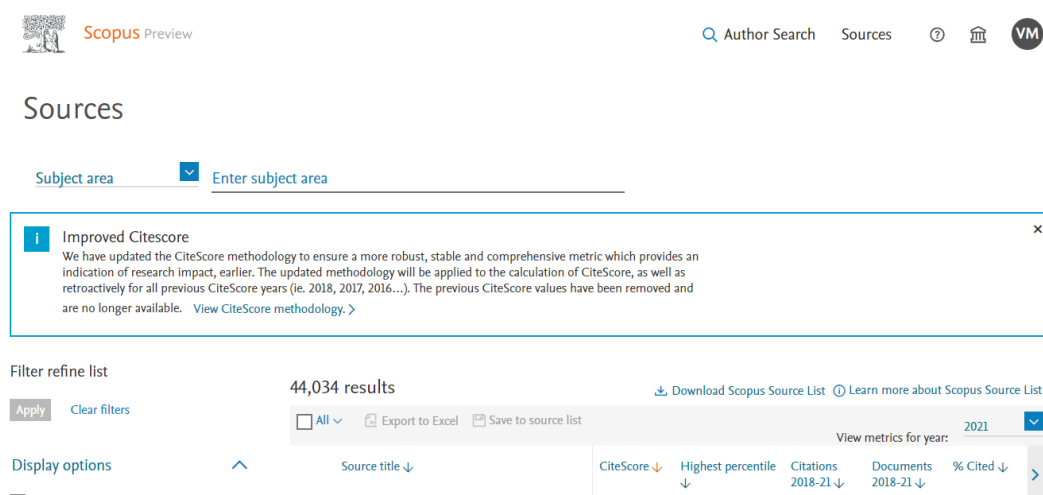 Scopus Preview
Author Search Sources
VM
Sources
Subject area Enter subject area
Improved Citescore
We have updated the CiteScore methodology to ensure a more robust, stable and comprehensive metric which provides an
indication of research impact, earlier. The updated methodology will be applied to the calculation of CiteScore, as well as
retroactively for all previous CiteScore years (ie. 2018, 2017, 2016...). The previous CiteScore values have been removed and
are no longer available. View CiteScore methodology. >
Filter refine list
Apply Clear filters
44,034 results
Download Scopus Source List Learn more about Scopus Source List
All Export to Excel Save to source list
View metrics for year: 2021
Display options
Source title CiteScore Highest percentile Citations 2018-21 Documents 2018-21 % Cited